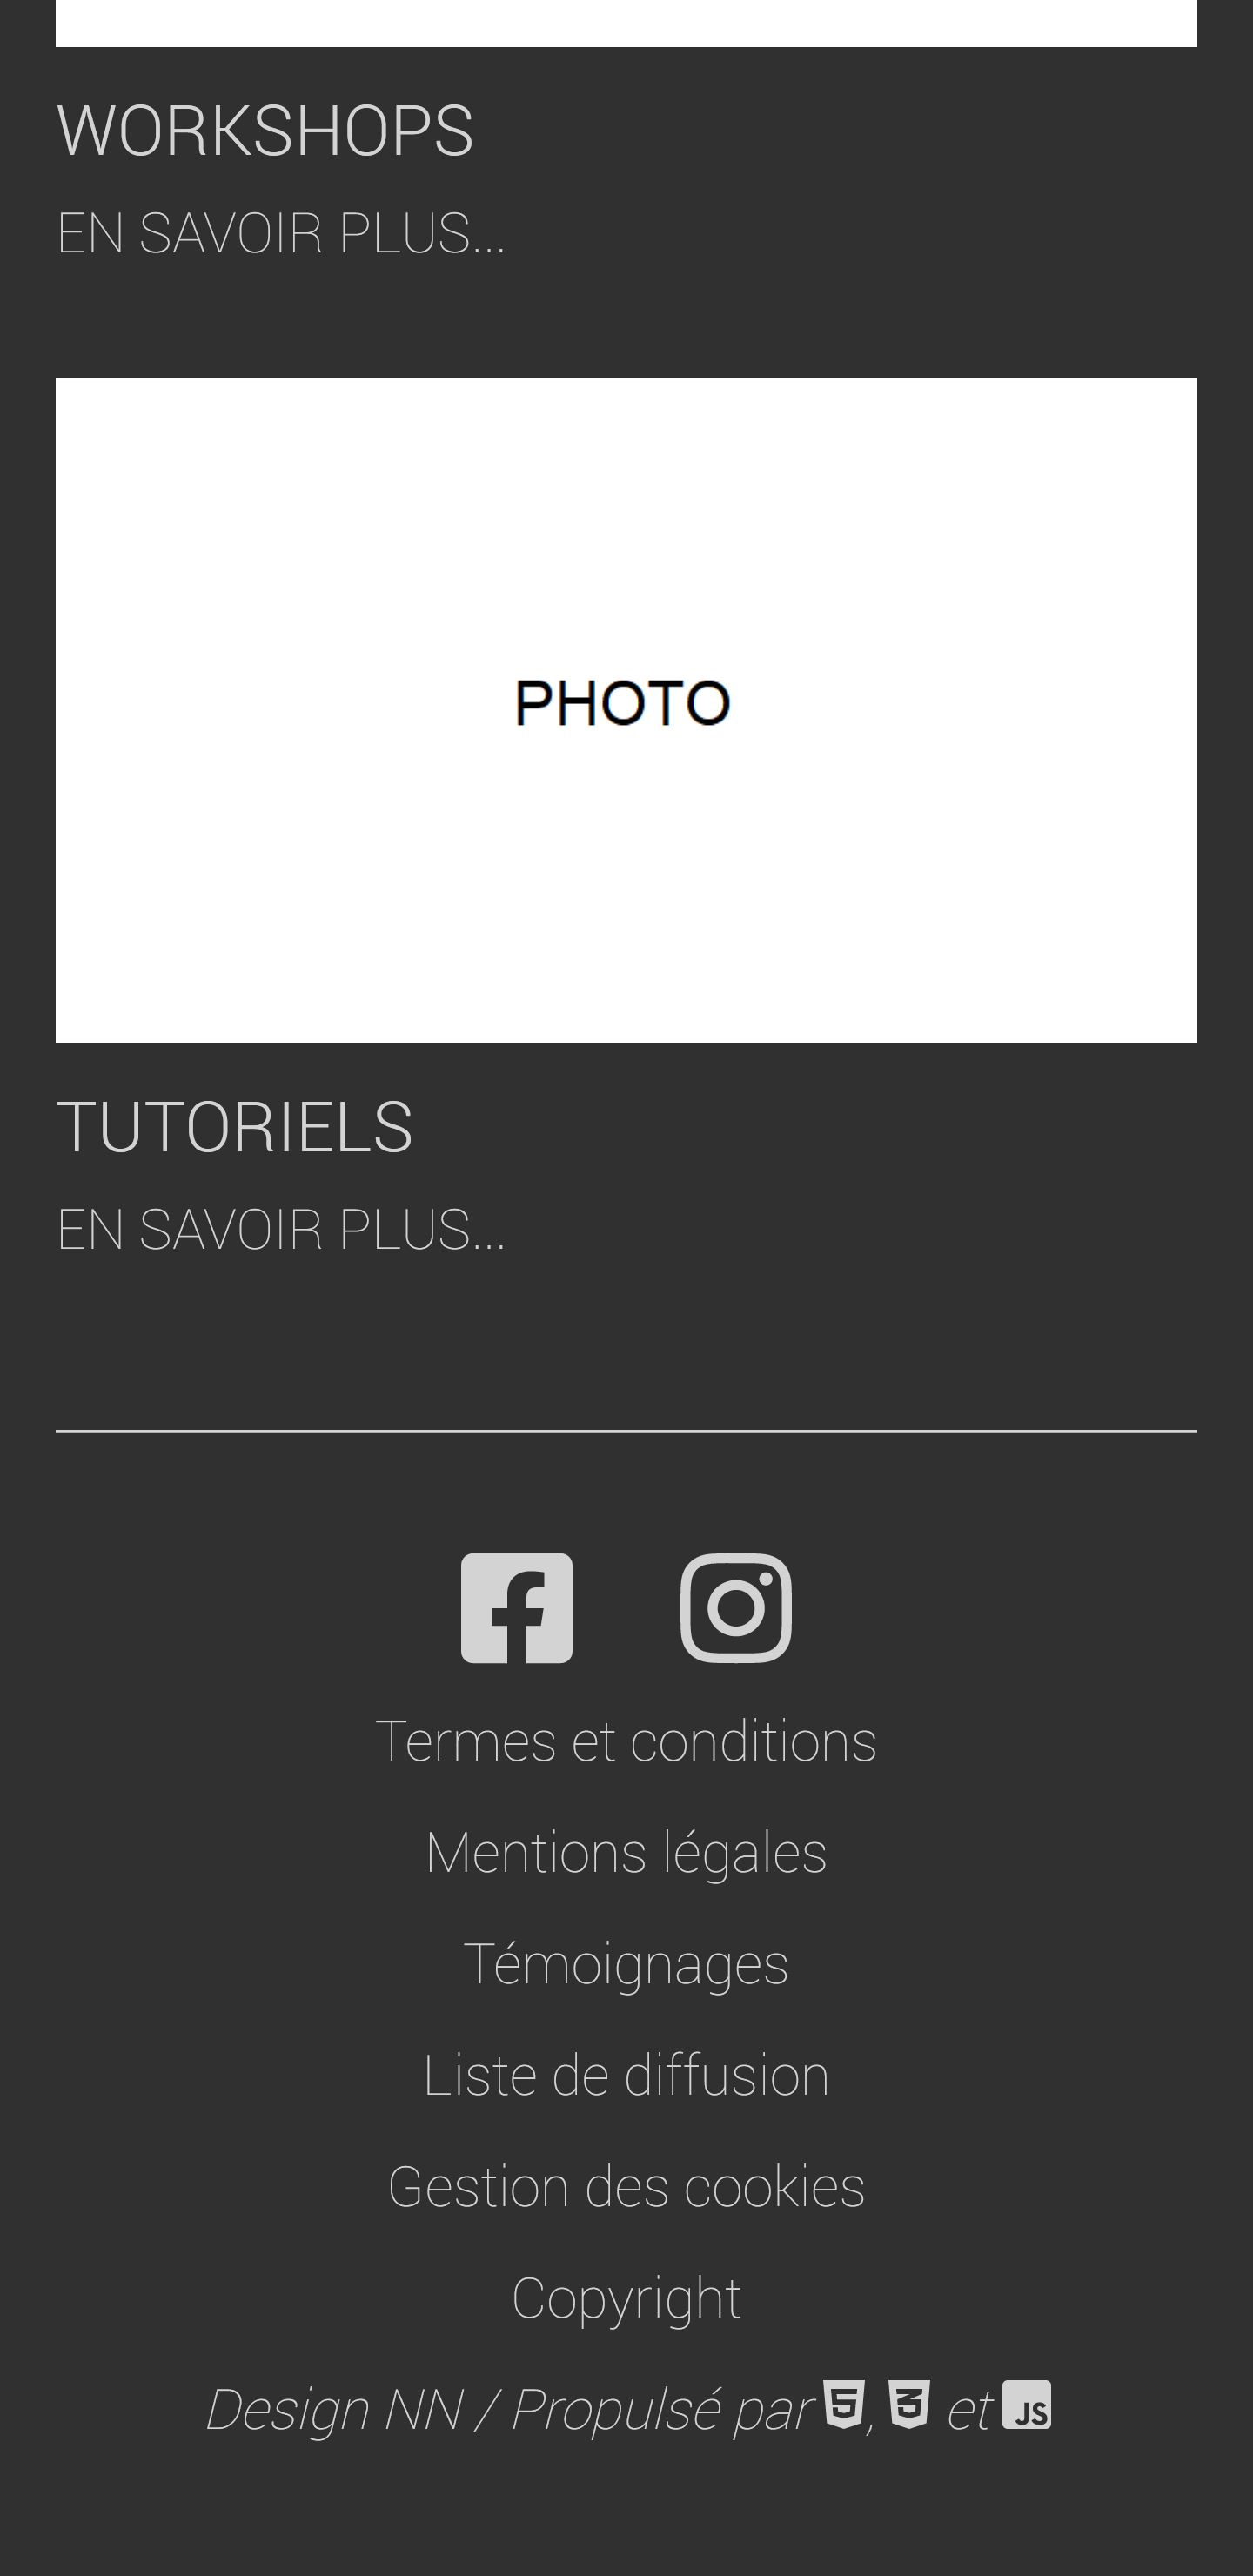 WORKSHOPS
EN SAVOIR PLUS...
PHOTO
TUTORIELS
EN SAVOIR PLUS...
Termes et conditions
Mentions légales
Témoignages
Liste de diffusion
Gestion des cookies
Copyright
Design NN / Propulsé par 5, 3 et JS